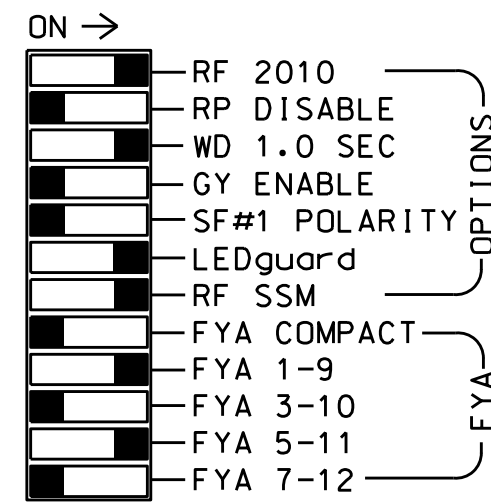 ON →
RF 2010
RP DISABLE
WD 1.0 SEC
GY ENABLE
SF#1 POLARITY
LEDguard
RF SSM
FYA COMPACT
FYA 1-9
FYA 3-10
FYA 5-11
FYA 7-12
OPTIONS
FYA